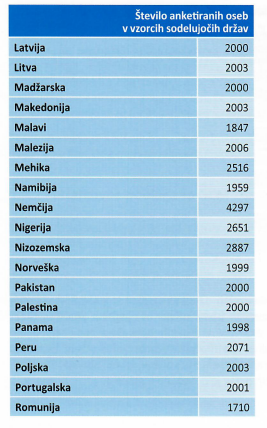 Število anketiranih oseb
v vzorcih sodelujočih držav
Latvija 2000
Litva 2003
Madžarska 2000
Makedonija 2003
Malavi 1847
Malezija 2006
Mehika 2516
Namibija 1959
Nemčija 4297
Nigerija 2651
Nizozemska 2887
Norveška 1999
Pakistan 2000
Palestina 2000
Panama 1998
Peru 2071
Poljska 2003
Portugalska 2001
Romunija 1710